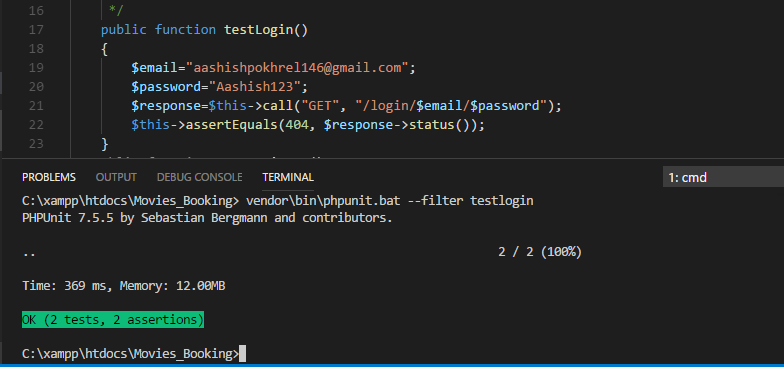 16 */
17 public function testLogin()
18 {
19 $email="aashishpokhrel146@gmail.com";
20 $password="Aashish123";
21 $response=$this->call("GET", "/login/$email/$password");
22 $this->assertEquals(404, $response->status());
23 }
PROBLEMS OUTPUT DEBUG CONSOLE TERMINAL 1: cmd
C:\xampp\htdocs\Movies_Booking> vendor\bin\phpunit.bat --filter testlogin
PHPUnit 7.5.5 by Sebastian Bergmann and contributors.
.. 2 / 2 (100%)
Time: 369 ms, Memory: 12.00MB
OK (2 tests, 2 assertions)
C:\xampp\htdocs\Movies_Booking>